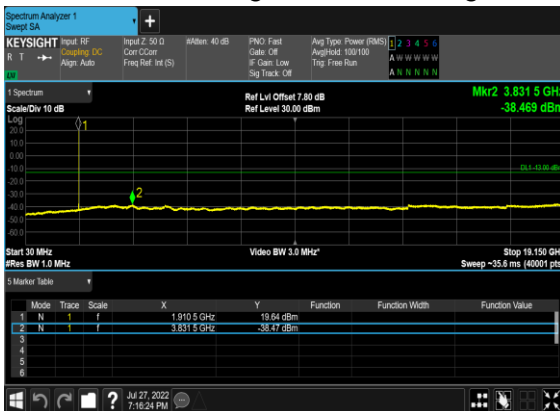 Spectrum Analyzer 1
Swept SA
KEYSIGHT Input: RF Input Z: 50 Ω #Atten: 40 dB PNO: Fast Avg Type: Power (RMS) 1 2 3 4 5 6
R T Coupling: DC Corr CCorr Gate: Off Avg|Hold: 100/100 A W W W W W
Align: Auto Freq Ref: Int (S) IF Gain: Low Trig: Free Run
LV Sig Track: Off A N N N N N
1 Spectrum Ref Lvl Offset 7.80 dB Mkr2 3.831 5 GHz
Scale/Div 10 dB Ref Level 30.00 dBm -38.469 dBm
Log
20.0
10.0
0.00
-10.0
-20.0
-30.0
-40.0
-50.0
-60.0
1
2
DL1 -13.00 dBm
Start 30 MHz Video BW 3.0 MHz* Stop 19.150 GH
#Res BW 1.0 MHz Sweep ~35.6 ms (40001 pts
5 Marker Table
Mode Trace Scale X Y Function Function Width Function Value
1 N 1 f 1.910 5 GHz 19.64 dBm
2 N 1 f 3.831 5 GHz -38.47 dBm
3
4
5
6
? Jul 27, 2022
7:16:24 PM